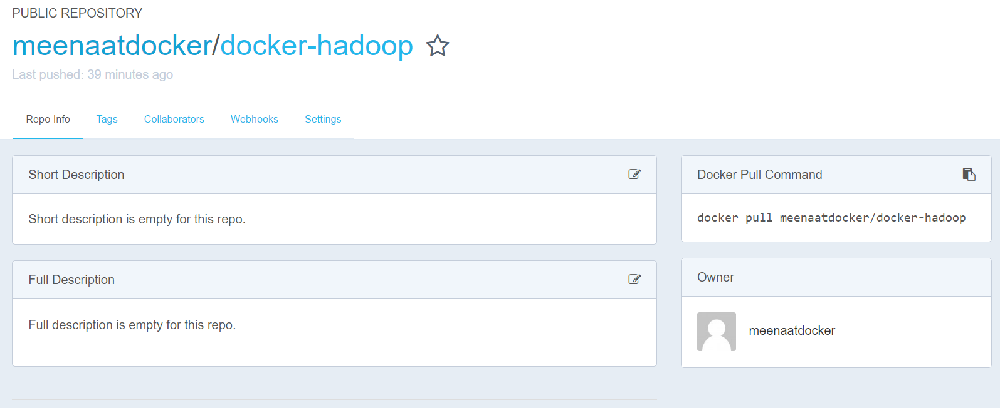 PUBLIC REPOSITORY
meenaatdocker/docker-hadoop
Last pushed: 39 minutes ago
Repo Info Tags Collaborators Webhooks Settings
Short Description
Short description is empty for this repo.
Full Description
Full description is empty for this repo.
Docker Pull Command
docker pull meenaatdocker/docker-hadoop
Owner
meenaatdocker